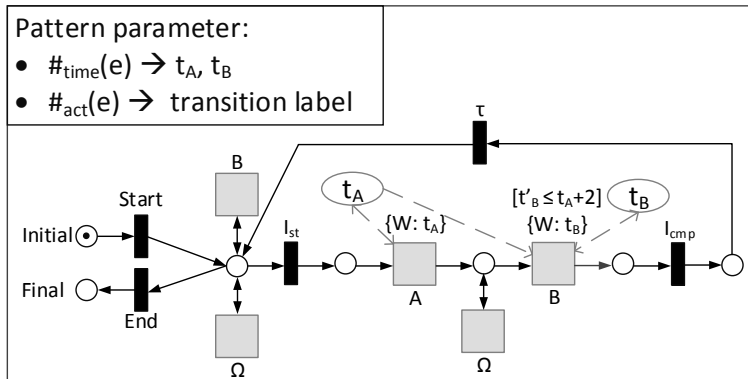 Pattern parameter:
• #time(e) → tA, tB
• #act(e) → transition label
τ
B
Start
tA
[t'B ≤ tA+2]
tB
{W: tA}
{W: tB}
Initial
Ist
Icmp
Final
A
B
End
Ω
Ω